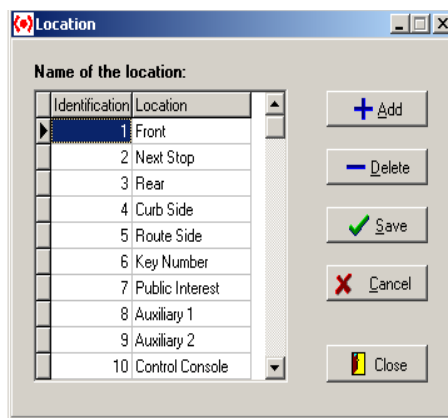 Location
Name of the location:
Identification Location
1 Front
2 Next Stop
3 Rear
4 Curb Side
5 Route Side
6 Key Number
7 Public Interest
8 Auxiliary 1
9 Auxiliary 2
10 Control Console
Add
Delete
Save
Cancel
Close